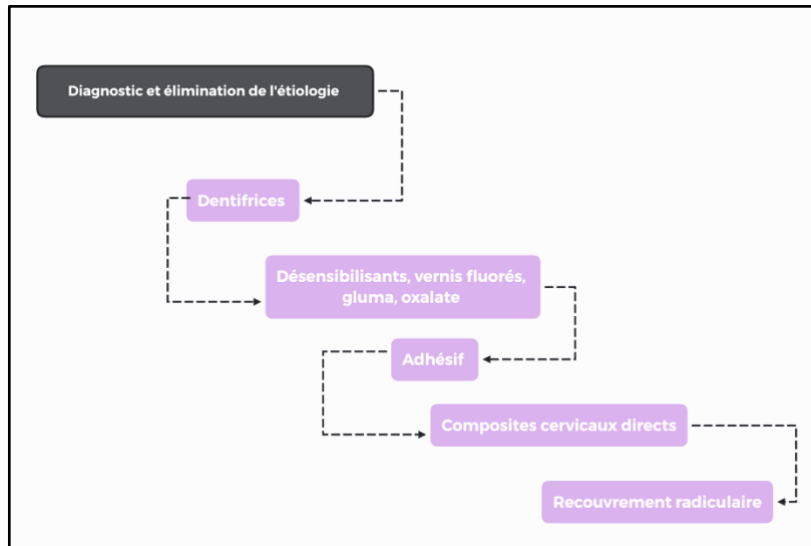 Diagnostic et élimination de l'étiologie
Dentifrices
Désensibilisants, vernis fluorés,
gluma, oxalate
Adhésif
Composites cervicaux directs
Recouvrement radiculaire